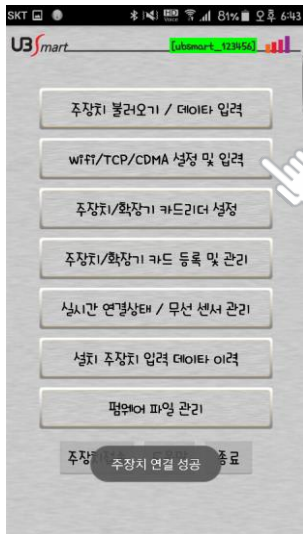 SKT 81% 오후 6:43
UBSmart [ubsmart_123456]
주장치 불러오기 / 데이타 입력
wifi/TCP/CDMA 설정 및 입력
주장치/확장기 카드리더 설정
주장치/확장기 카드 등록 및 관리
실시간 연결상태 / 무선 센서 관리
설치 주장치 입력 데이타 이력
펌웨어 파일 관리
주장치 종료
주장치 연결 성공